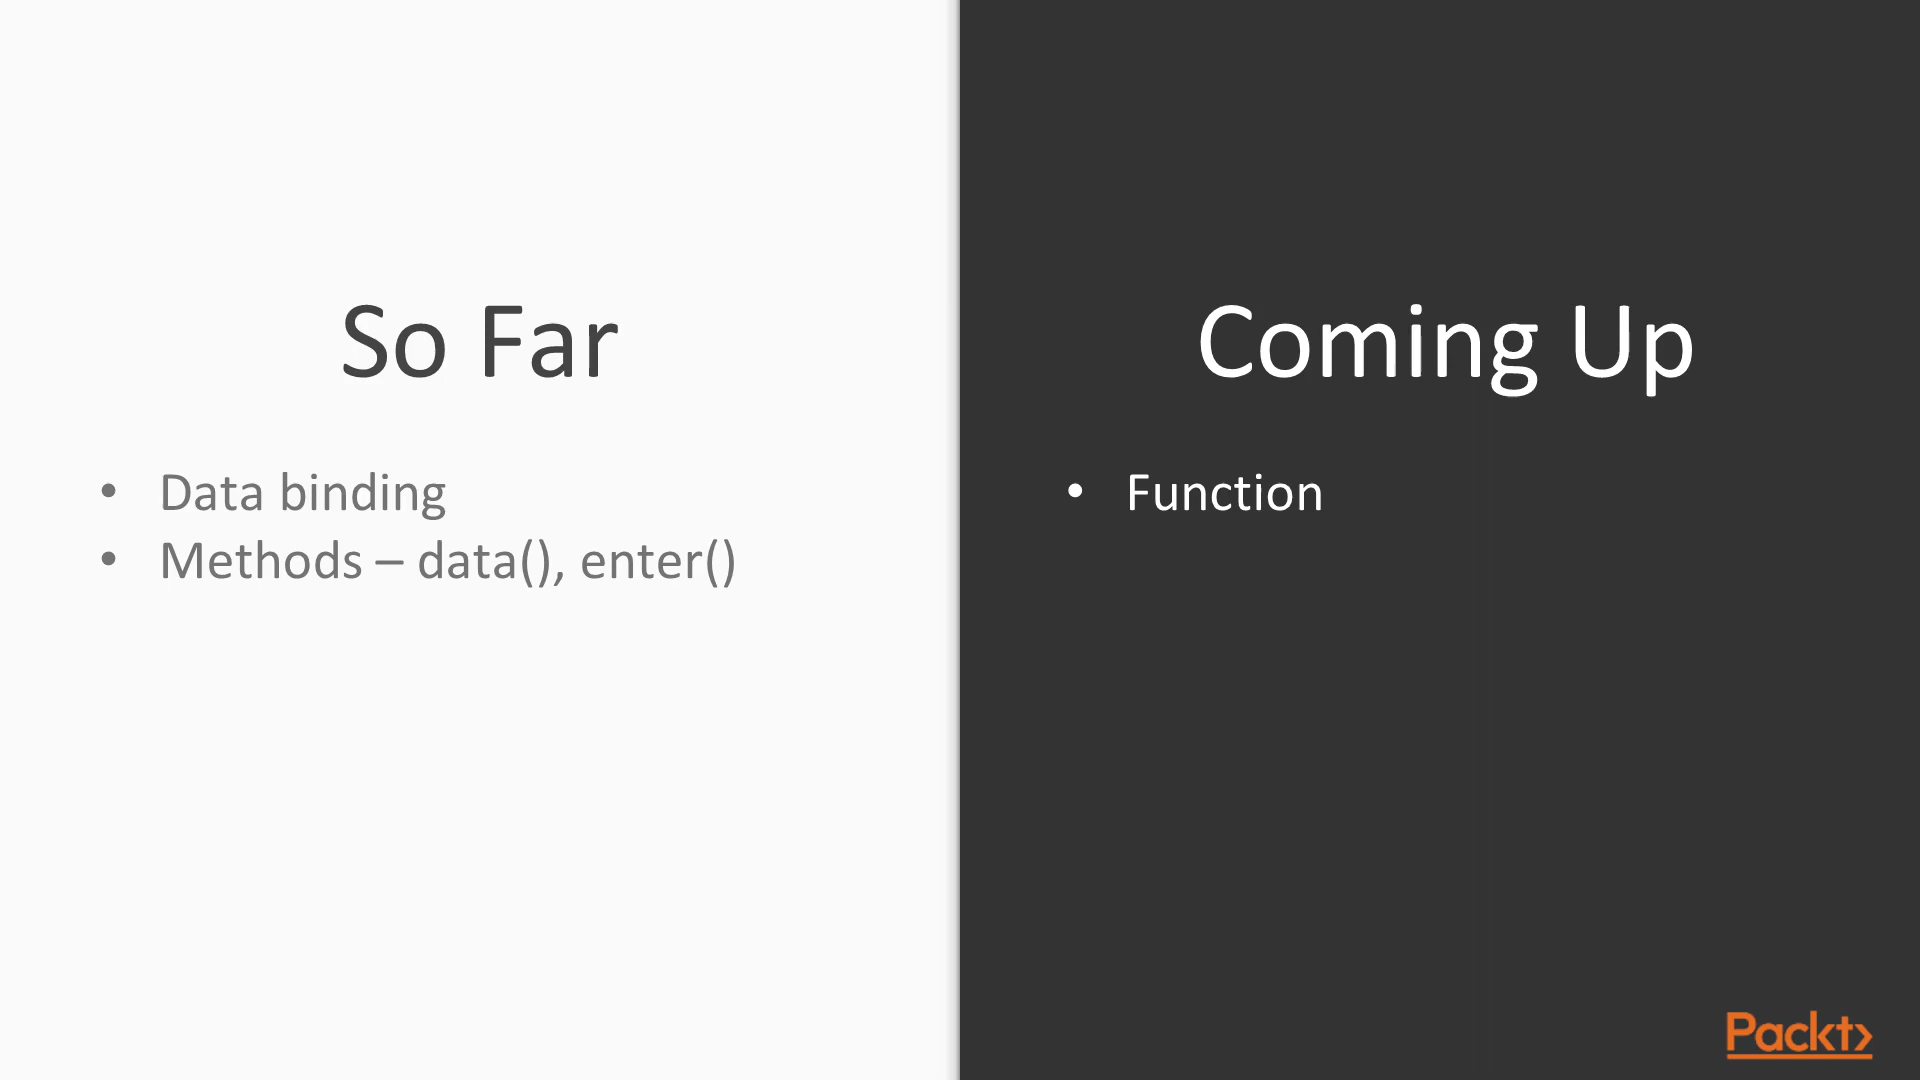 So Far
• Data binding
• Methods – data(), enter()
Coming Up
• Function
Packt>